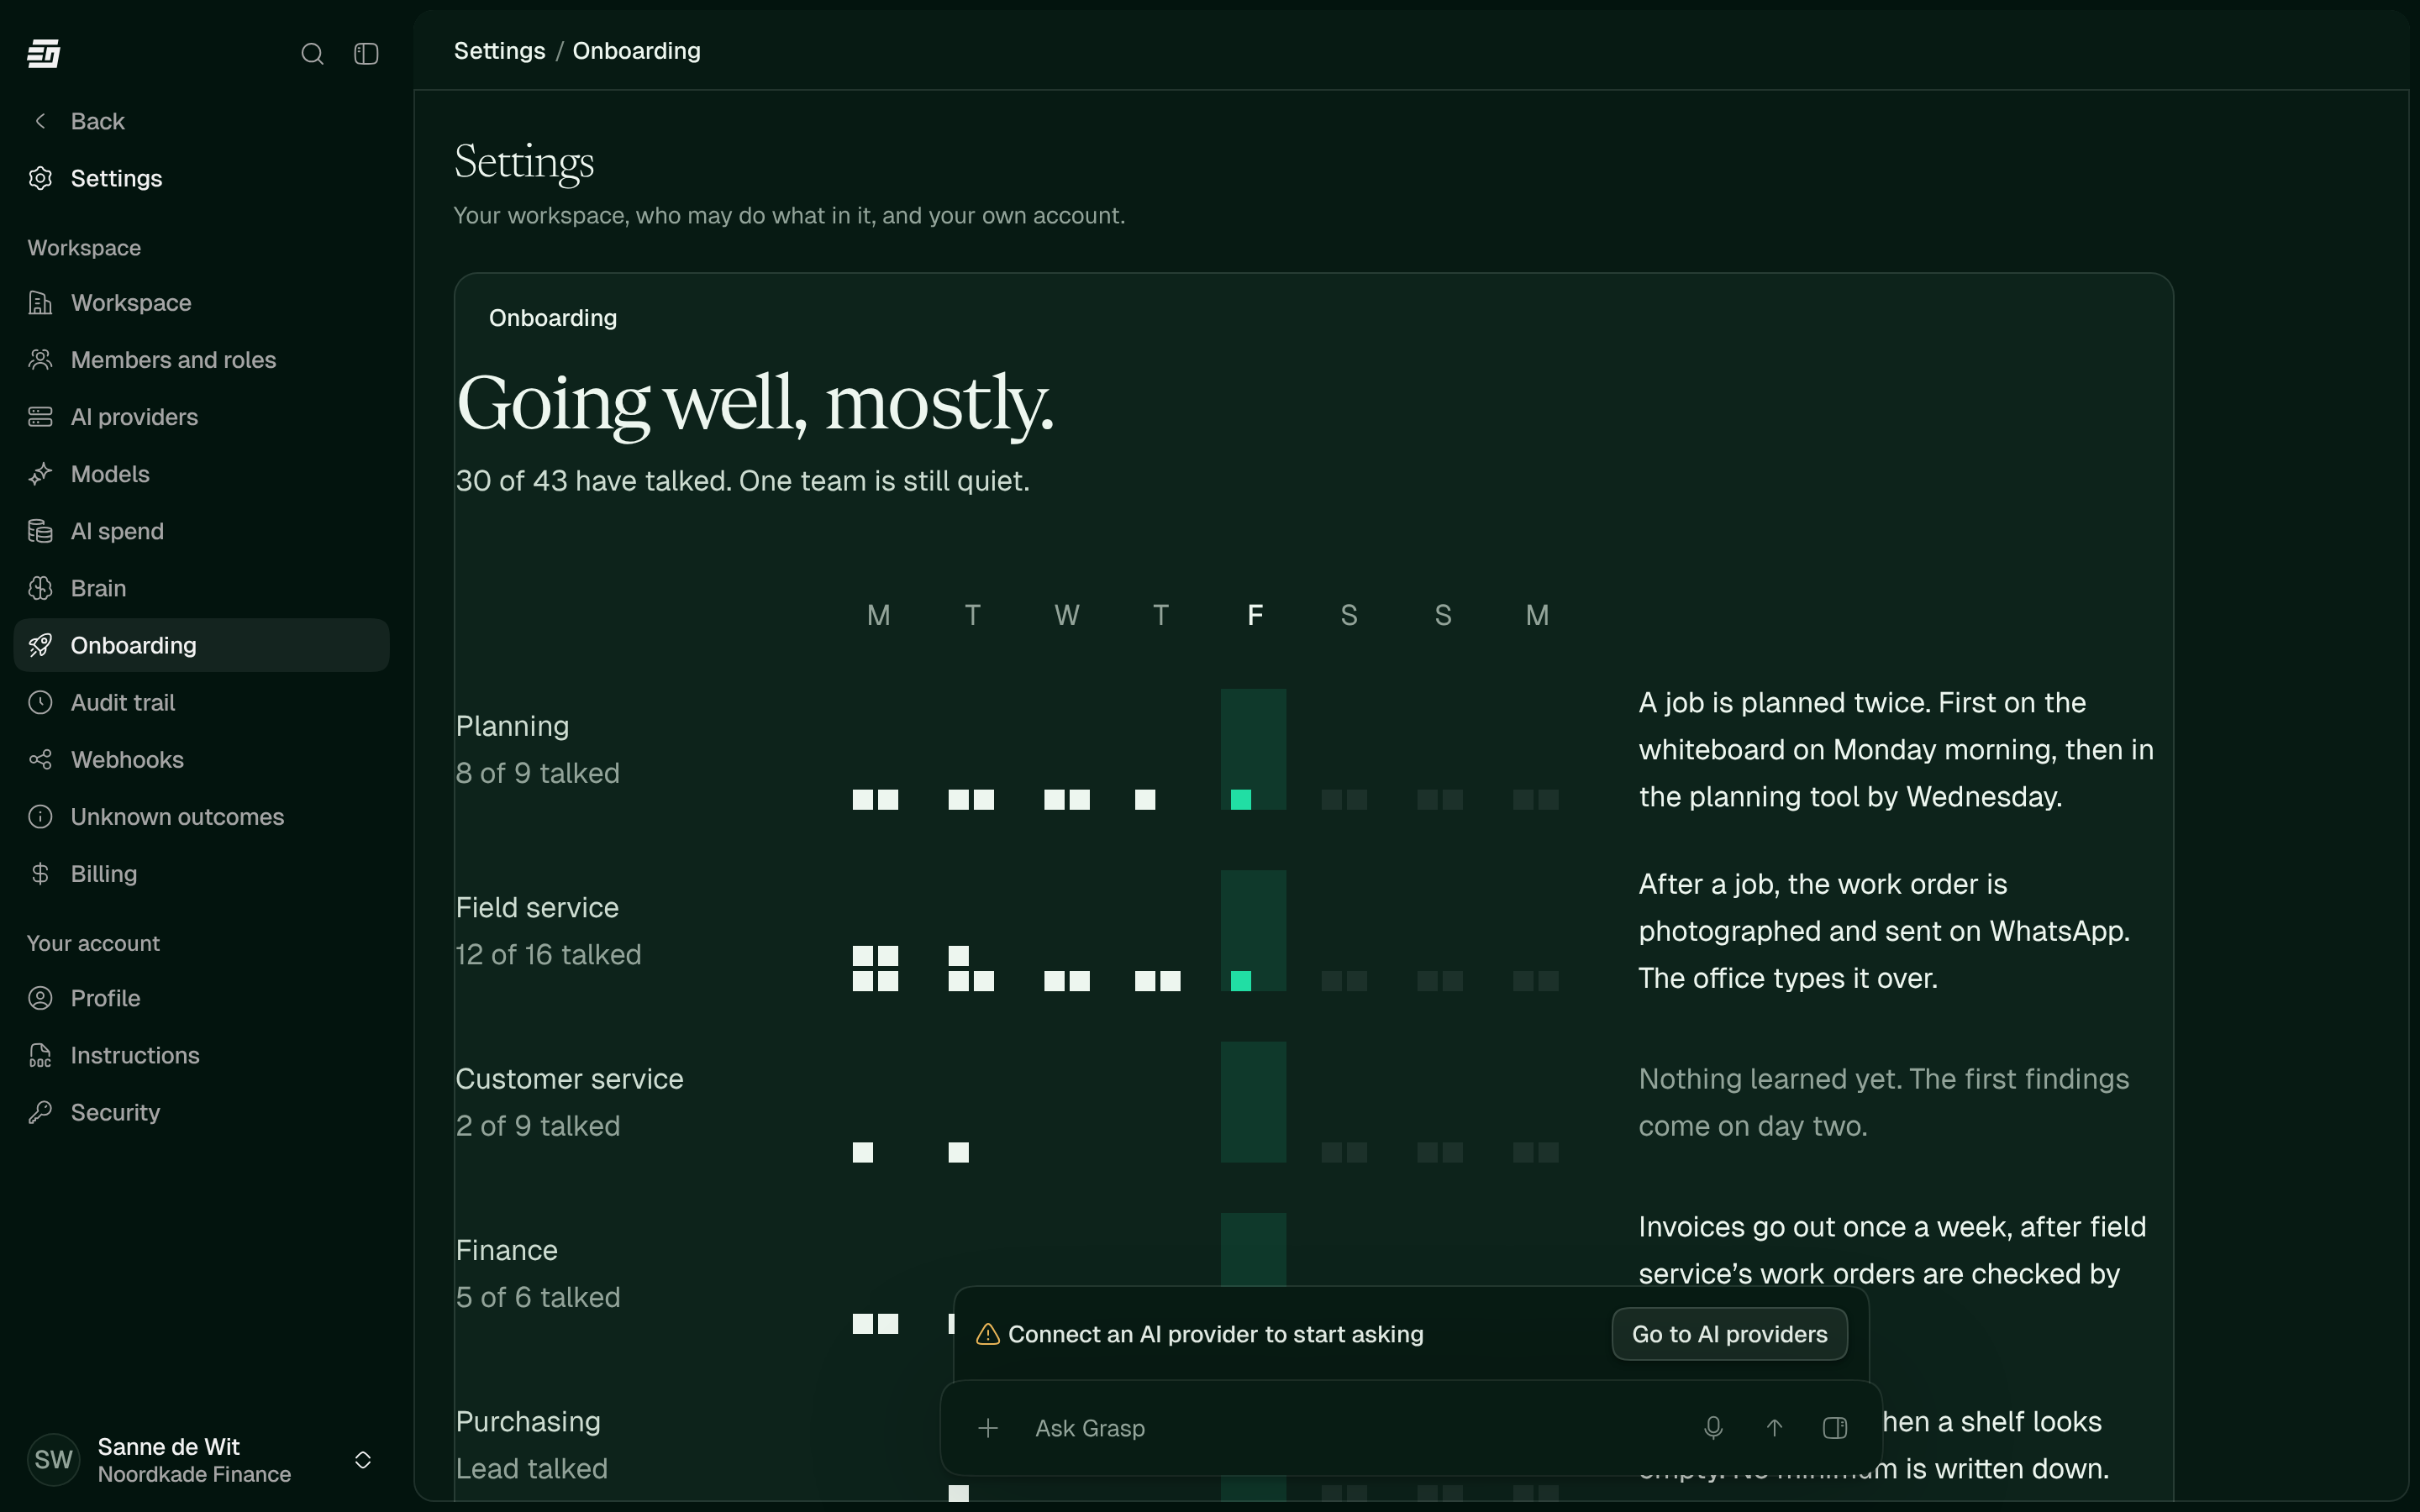 Back
Settings
Workspace
Workspace
Members and roles
AI providers
Models
AI spend
Brain
Onboarding
Audit trail
Webhooks
Unknown outcomes
Billing
Your account
Profile
Instructions
DOC
Security
SW
Sanne de Wit
Noordkade Finance
Settings / Onboarding
Settings
Your workspace, who may do what in it, and your own account.
Onboarding
Going well, mostly.
30 of 43 have talked. One team is still quiet.
M T W T F S S M
Planning
8 of 9 talked
A job is planned twice. First on the
whiteboard on Monday morning, then in
the planning tool by Wednesday.
Field service
12 of 16 talked
After a job, the work order is
photographed and sent on WhatsApp.
The office types it over.
Customer service
2 of 9 talked
Nothing learned yet. The first findings
come on day two.
Finance
5 of 6 talked
Invoices go out once a week, after field
service’s work orders are checked by
Purchasing
Lead talked
a shelf looks
is written down.
Connect an AI provider to start asking
Go to AI providers
Ask Grasp